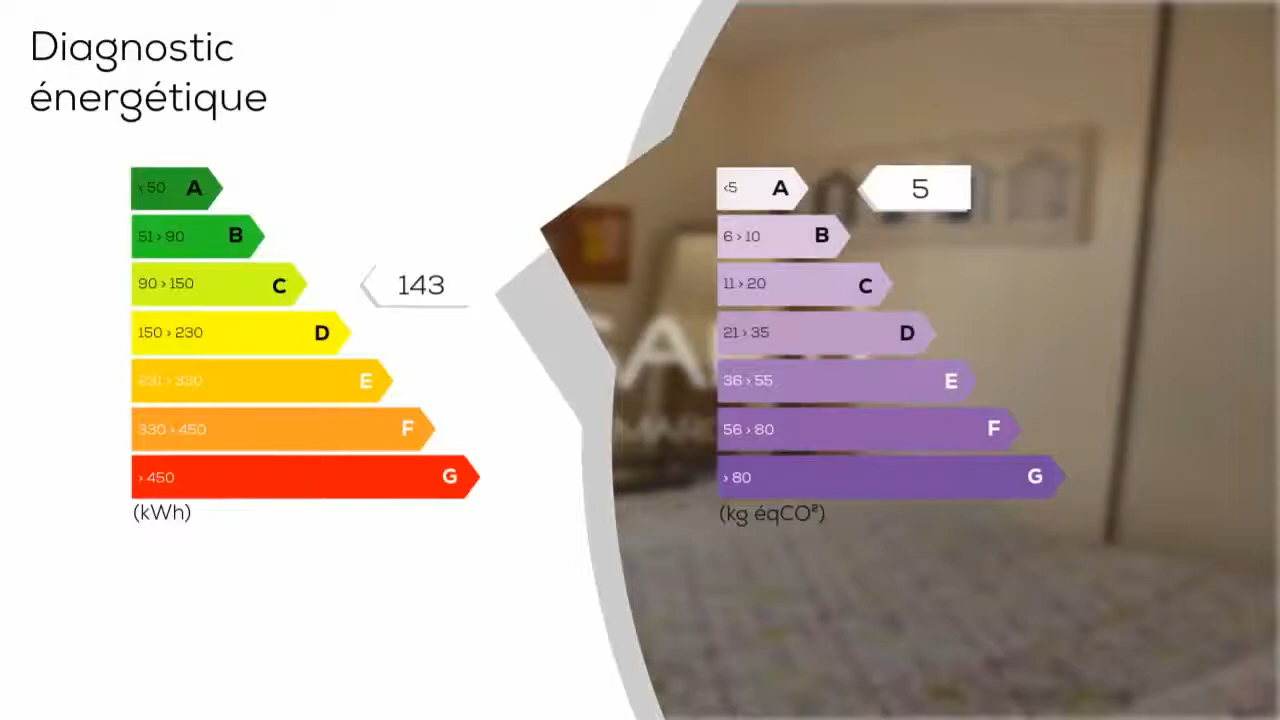 Diagnostic
énergétique
< 50 A
51 > 90 B
90 > 150 C
143
150 > 230 D
231 > 330 E
330 > 450 F
> 450 G
(kWh)
<5 A
5
6 > 10 B
11 > 20 C
21 > 35 D
36 > 55 E
56 > 80 F
> 80 G
(kg éqCO²)